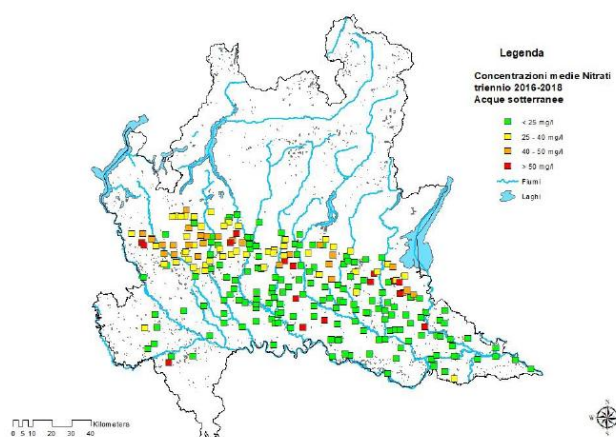 Legenda
Concentrazioni medie Nitrati
triennio 2016-2018
Acque sotterranee
< 25 mg/l
25 - 40 mg/l
40 - 50 mg/l
> 50 mg/l
Fiumi
Laghi
0 5 10 20 30 40
Kilometers